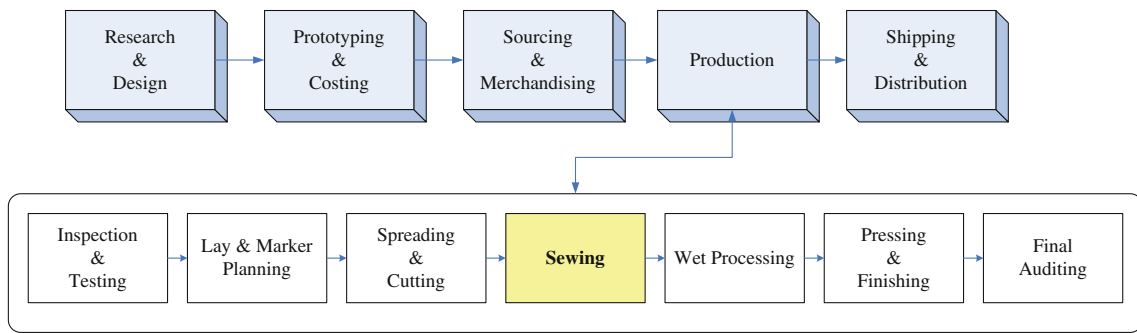 Research
&
Design
Prototyping
&
Costing
Sourcing
&
Merchandising
Production
Shipping
&
Distribution
Inspection
&
Testing
Lay & Marker
Planning
Spreading
&
Cutting
Sewing
Wet Processing
Pressing
&
Finishing
Final
Auditing